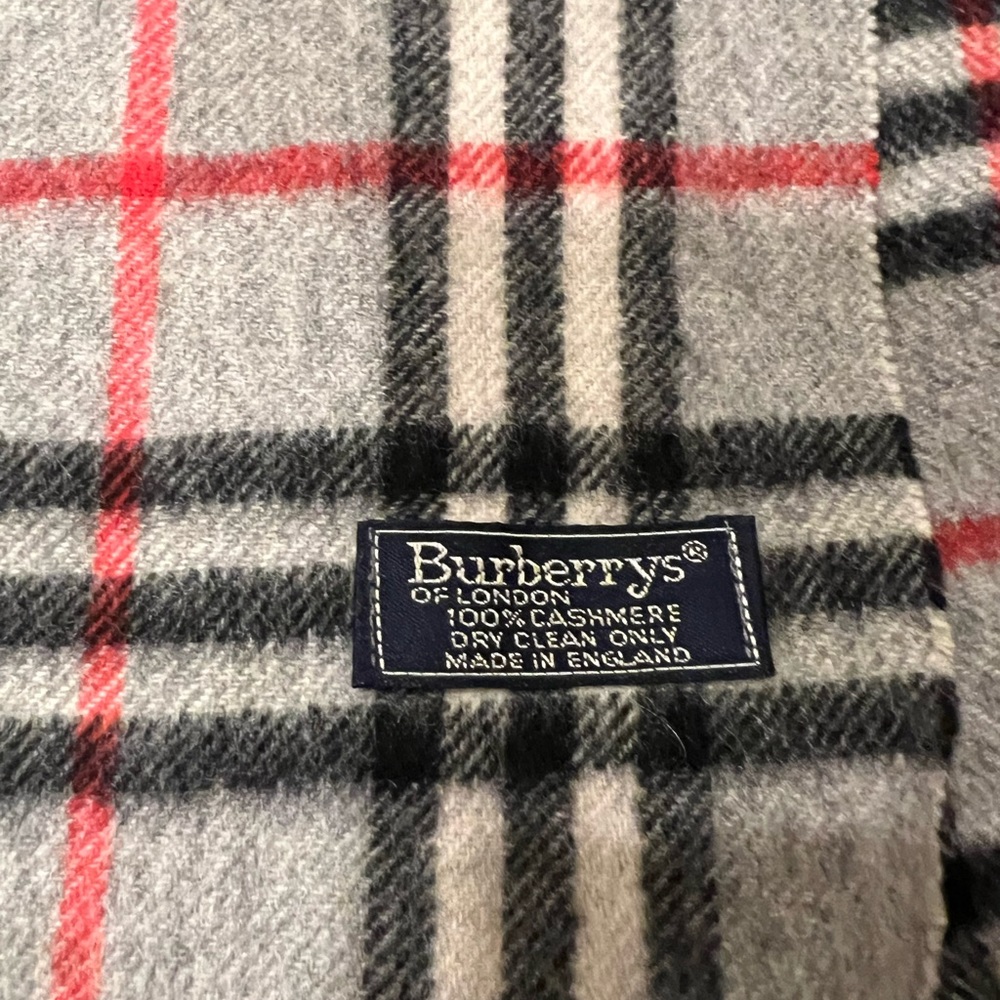 Burberrys®
OF LONDON
100% CASHMERE
DRY CLEAN ONLY
MADE IN ENGLAND